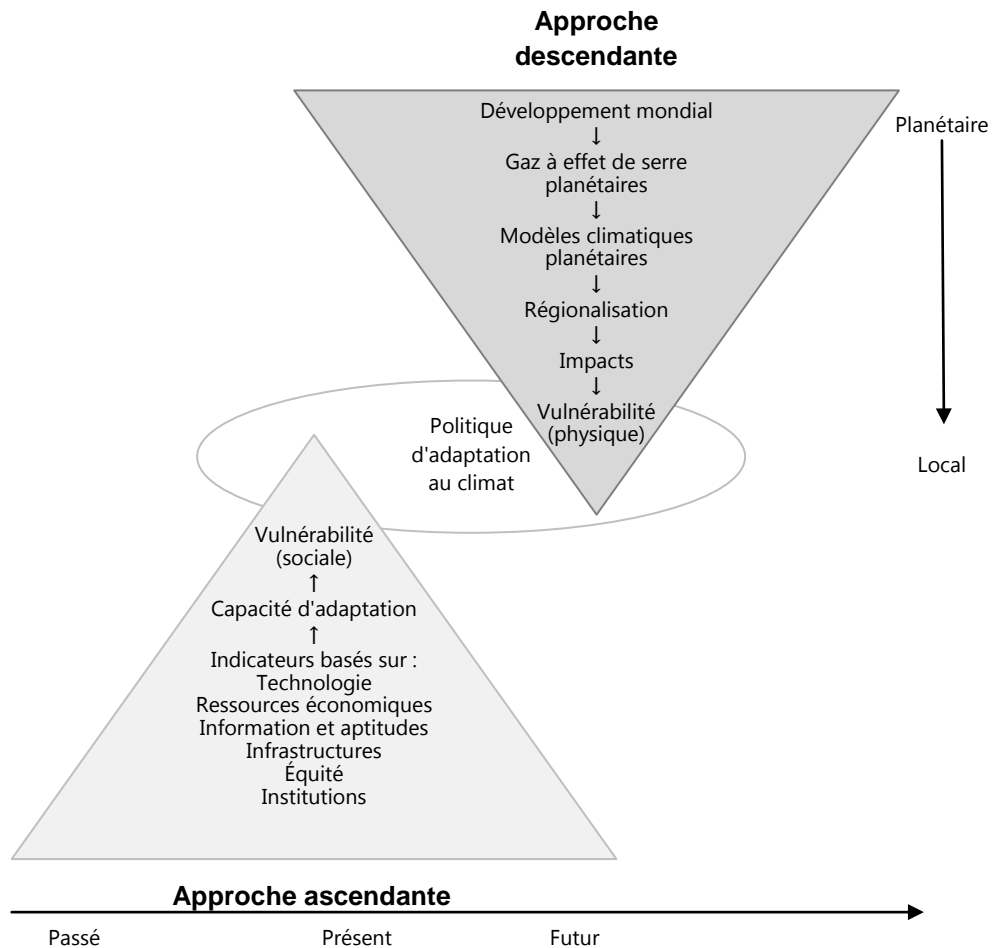 Approche
descendante
Développement mondial
↓
Gaz à effet de serre
planétaires
↓
Modèles climatiques
planétaires
↓
Régionalisation
↓
Impacts
↓
Vulnérabilité
(physique)
Planétaire
Local
Politique
d'adaptation
au climat
Vulnérabilité
(sociale)
↑
Capacité d'adaptation
↑
Indicateurs basés sur :
Technologie
Ressources économiques
Information et aptitudes
Infrastructures
Équité
Institutions
Approche ascendante
Passé
Présent
Futur